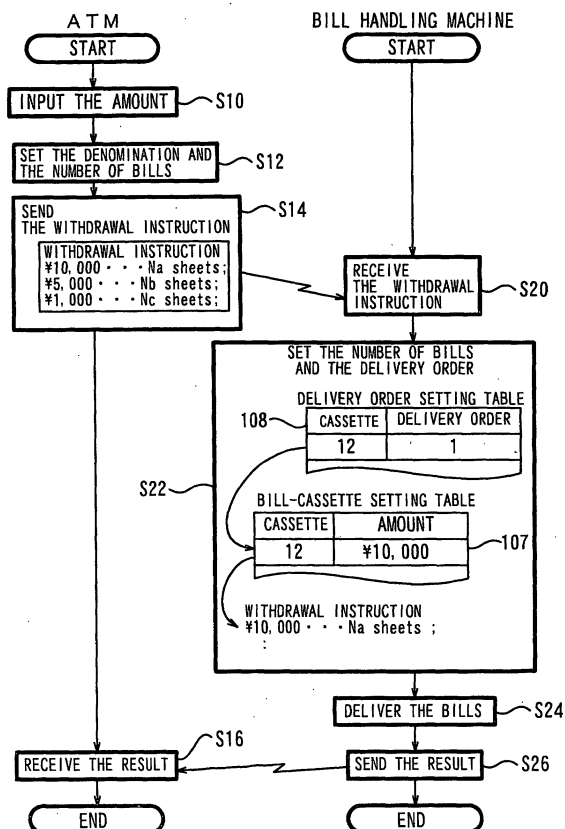 ATM
BILL HANDLING MACHINE
START
START
INPUT THE AMOUNT
S10
SET THE DENOMINATION AND
THE NUMBER OF BILLS
S12
SEND
THE WITHDRAWAL INSTRUCTION
S14
WITHDRAWAL INSTRUCTION
¥10,000 · · · Na sheets;
¥5,000 · · · Nb sheets;
¥1,000 · · · Nc sheets;
RECEIVE
THE WITHDRAWAL
INSTRUCTION
S20
SET THE NUMBER OF BILLS
AND THE DELIVERY ORDER
DELIVERY ORDER SETTING TABLE
108
CASSETTE DELIVERY ORDER
12 1
S22
BILL-CASSETTE SETTING TABLE
CASSETTE AMOUNT
12 ¥10,000
107
WITHDRAWAL INSTRUCTION
¥10,000 · · · Na sheets ;
:
DELIVER THE BILLS
S24
S16
RECEIVE THE RESULT
SEND THE RESULT
S26
END
END